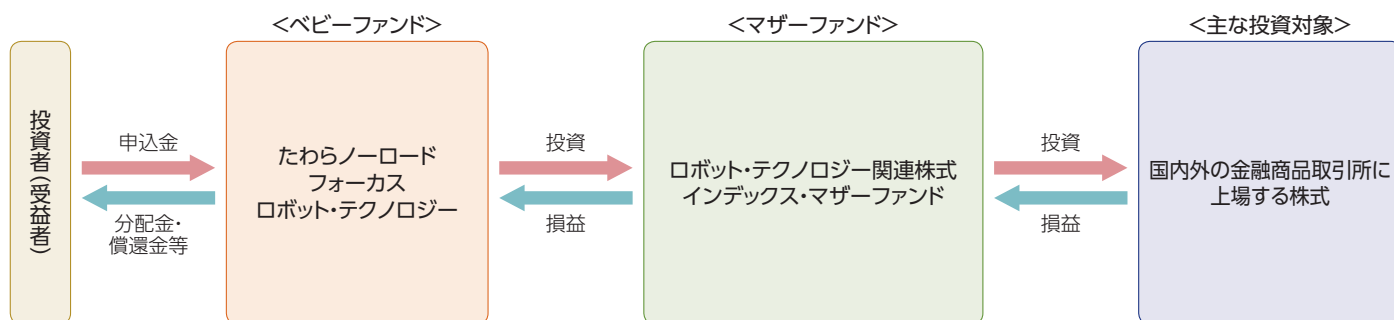 ＜ベビーファンド＞
＜マザーファンド＞
＜主な投資対象＞
投資者（受益者）
申込金
分配金・
償還金等
たわらノーロード
フォーカス
ロボット・テクノロジー
投資
損益
ロボット・テクノロジー関連株式
インデックス・マザーファンド
投資
損益
国内外の金融商品取引所に
上場する株式